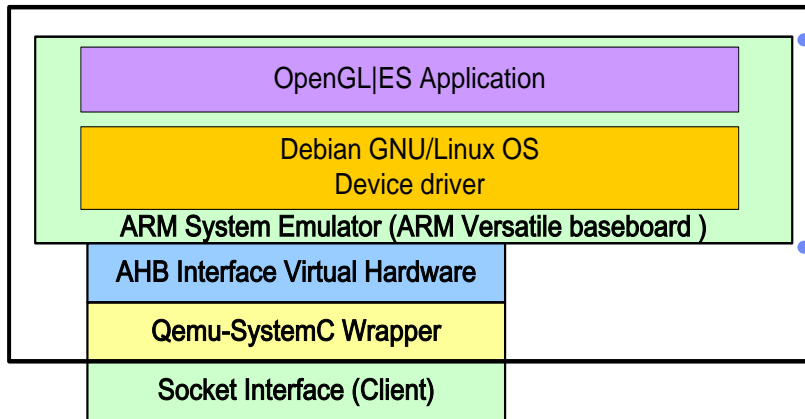 OpenGL|ES Application
Debian GNU/Linux OS
Device driver
ARM System Emulator (ARM Versatile baseboard )
AHB Interface Virtual Hardware
Qemu-SystemC Wrapper
Socket Interface (Client)